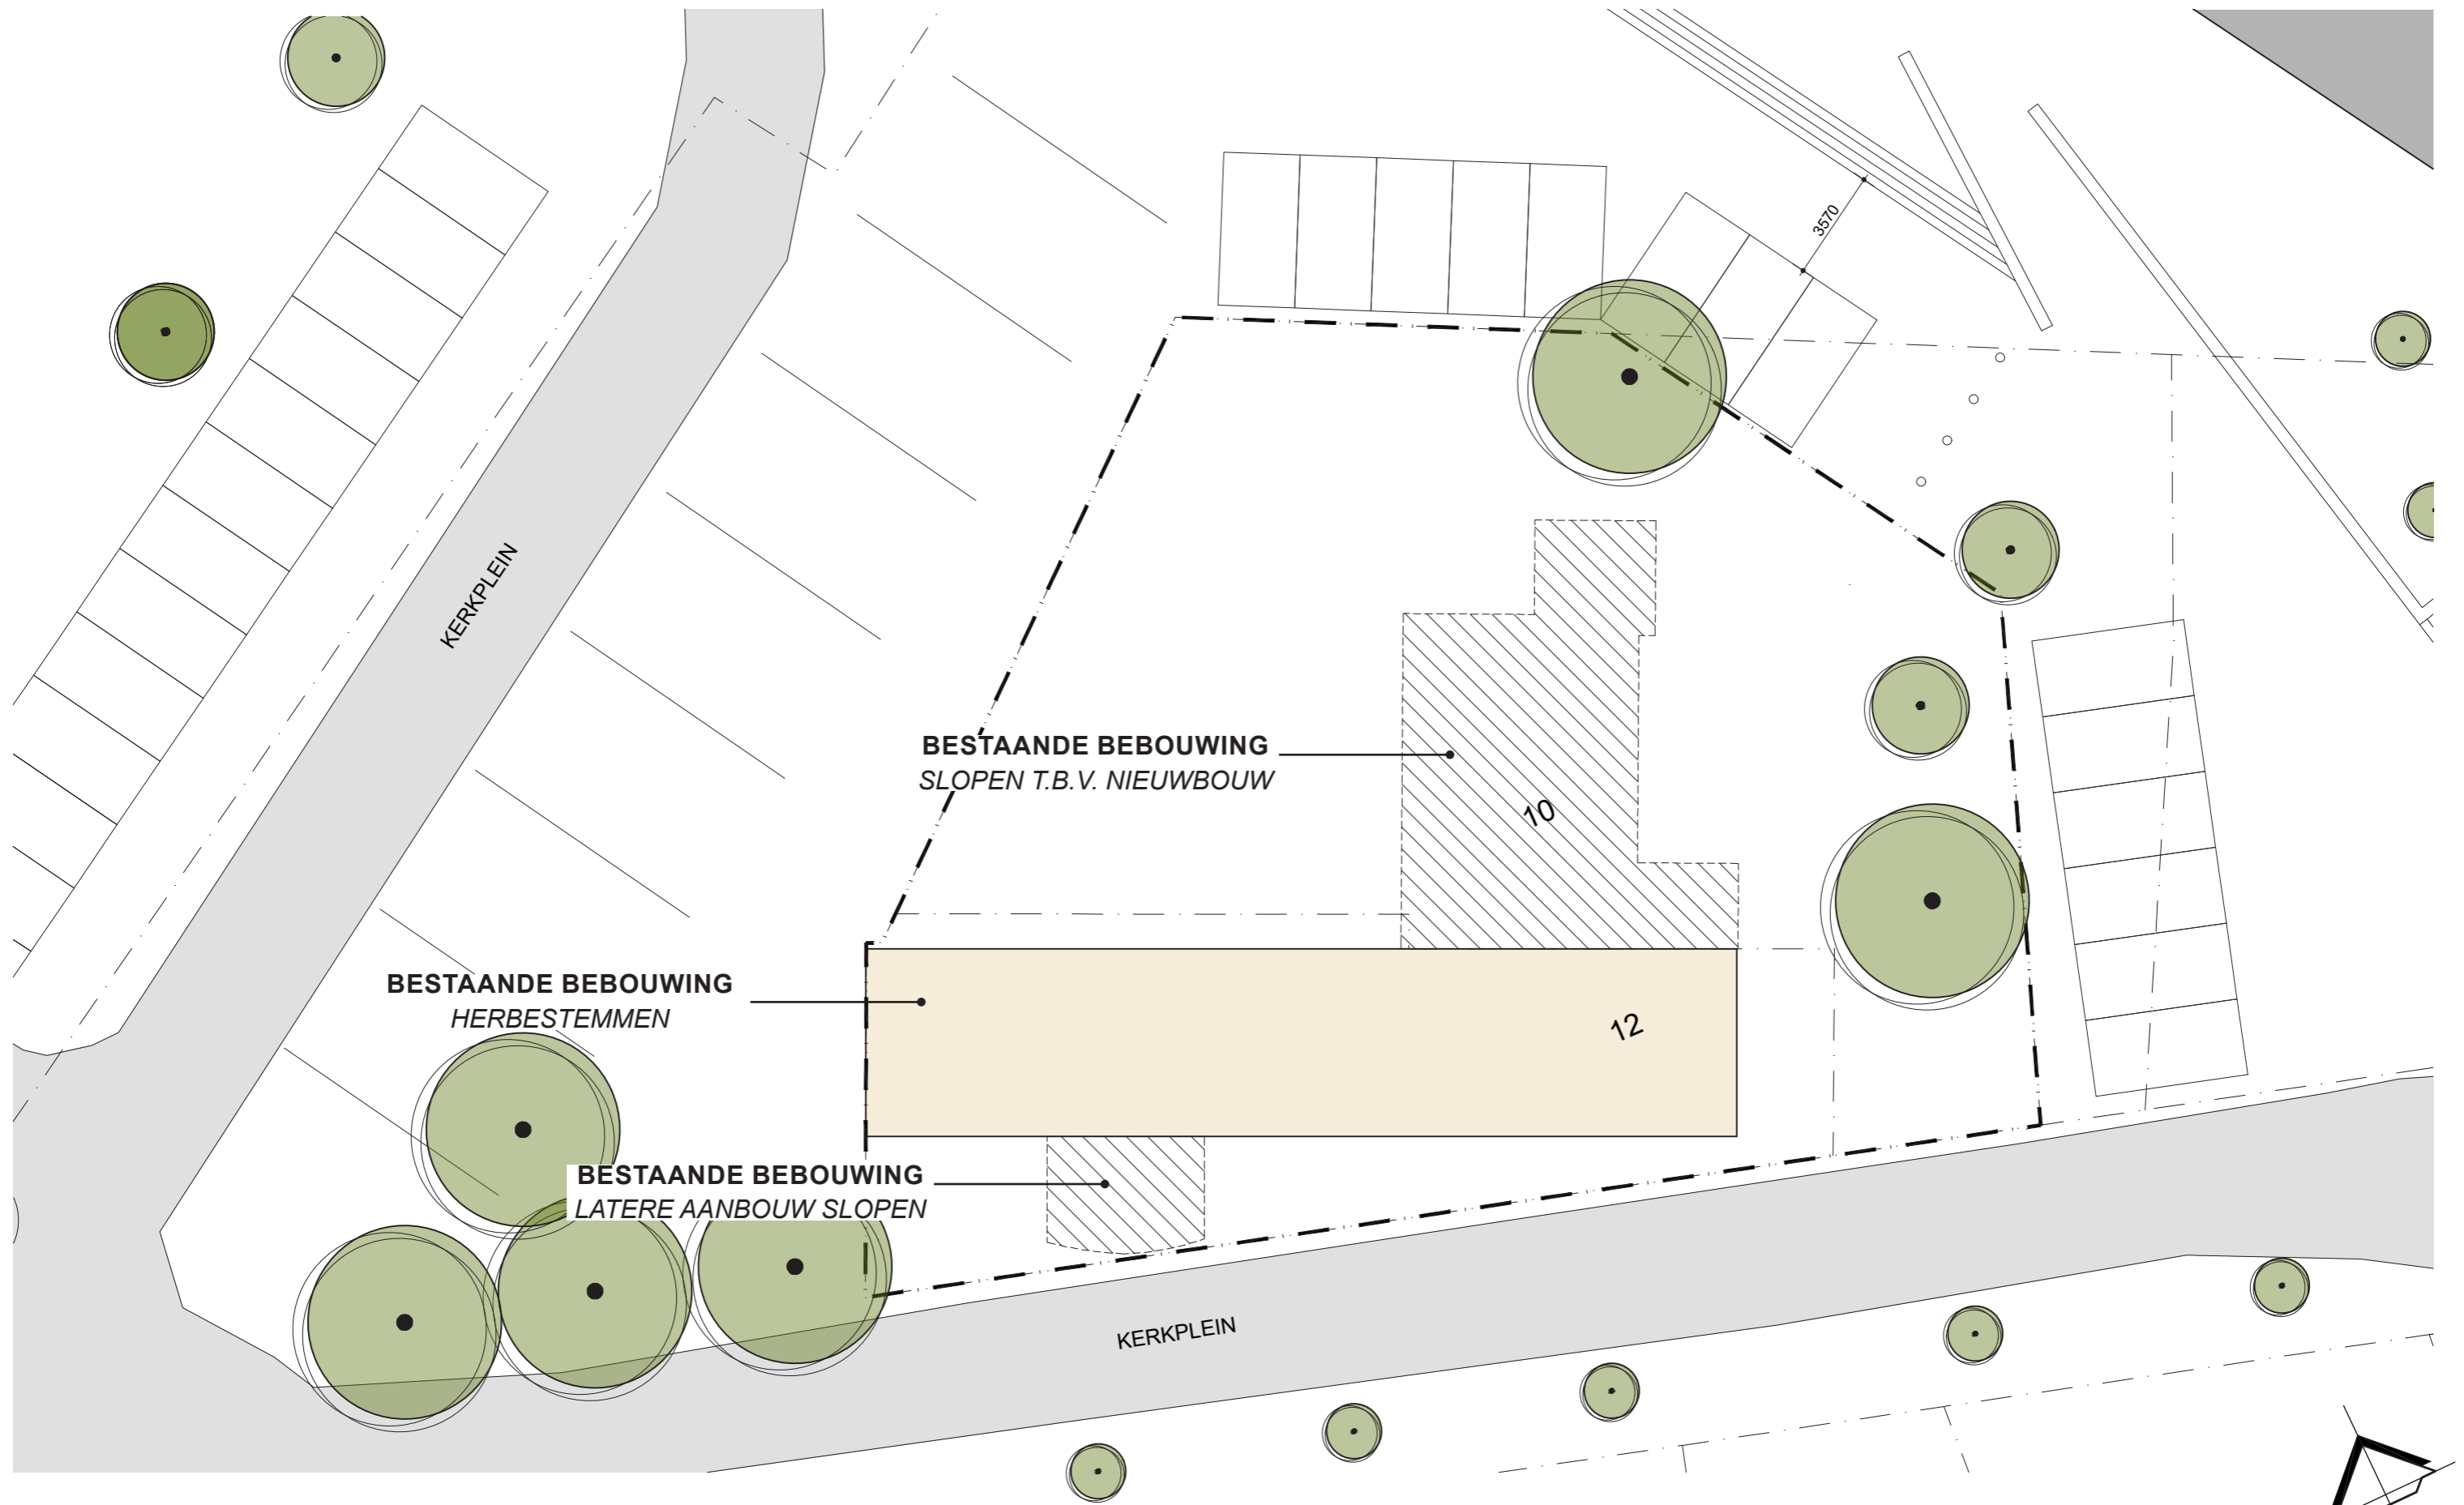 3570
KERKPLEIN
BESTAANDE BEBOUWING
SLOPEN T.B.V. NIEUWBOUW
10
BESTAANDE BEBOUWING
HERBESTEMMEN
12
BESTAANDE BEBOUWING
LATERE AANBOUW SLOPEN
KERKPLEIN